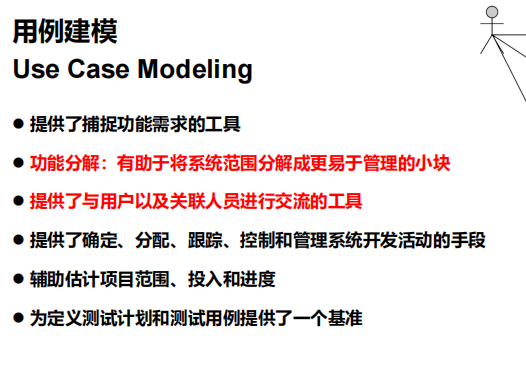 用例建模
Use Case Modeling
● 提供了捕捉功能需求的工具
● 功能分解：有助于将系统范围分解成更易于管理的小块
● 提供了与用户以及关联人员进行交流的工具
● 提供了确定、分配、跟踪、控制和管理系统开发活动的手段
● 辅助估计项目范围、投入和进度
● 为定义测试计划和测试用例提供了一个基准